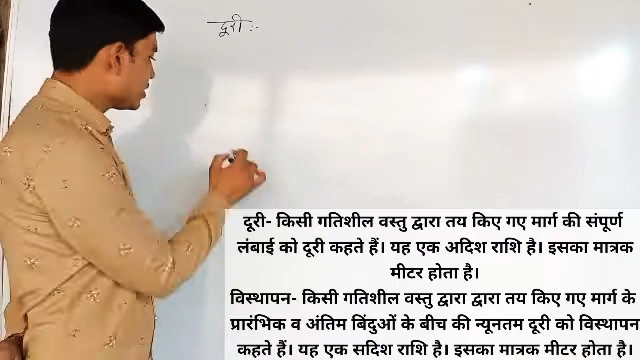 दूरी :-
दूरी- किसी गतिशील वस्तु द्वारा तय किए गए मार्ग की संपूर्ण
लंबाई को दूरी कहते हैं। यह एक अदिश राशि है। इसका मात्रक
मीटर होता है।
विस्थापन- किसी गतिशील वस्तु द्वारा द्वारा तय किए गए मार्ग के
प्रारंभिक व अंतिम बिंदुओं के बीच की न्यूनतम दूरी को विस्थापन
कहते हैं। यह एक सदिश राशि है। इसका मात्रक मीटर होता है।